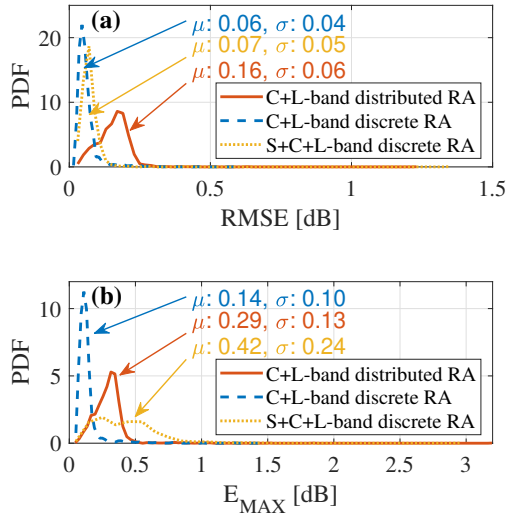 (a)
μ: 0.06, σ: 0.04
μ: 0.07, σ: 0.05
μ: 0.16, σ: 0.06
C+L-band distributed RA
C+L-band discrete RA
S+C+L-band discrete RA
PDF
20
10
0
0
0.5
1
1.5
RMSE [dB]
(b)
μ: 0.14, σ: 0.10
μ: 0.29, σ: 0.13
μ: 0.42, σ: 0.24
C+L-band distributed RA
C+L-band discrete RA
S+C+L-band discrete RA
PDF
10
5
0
0
0.5
1
1.5
2
2.5
3
E_MAX [dB]